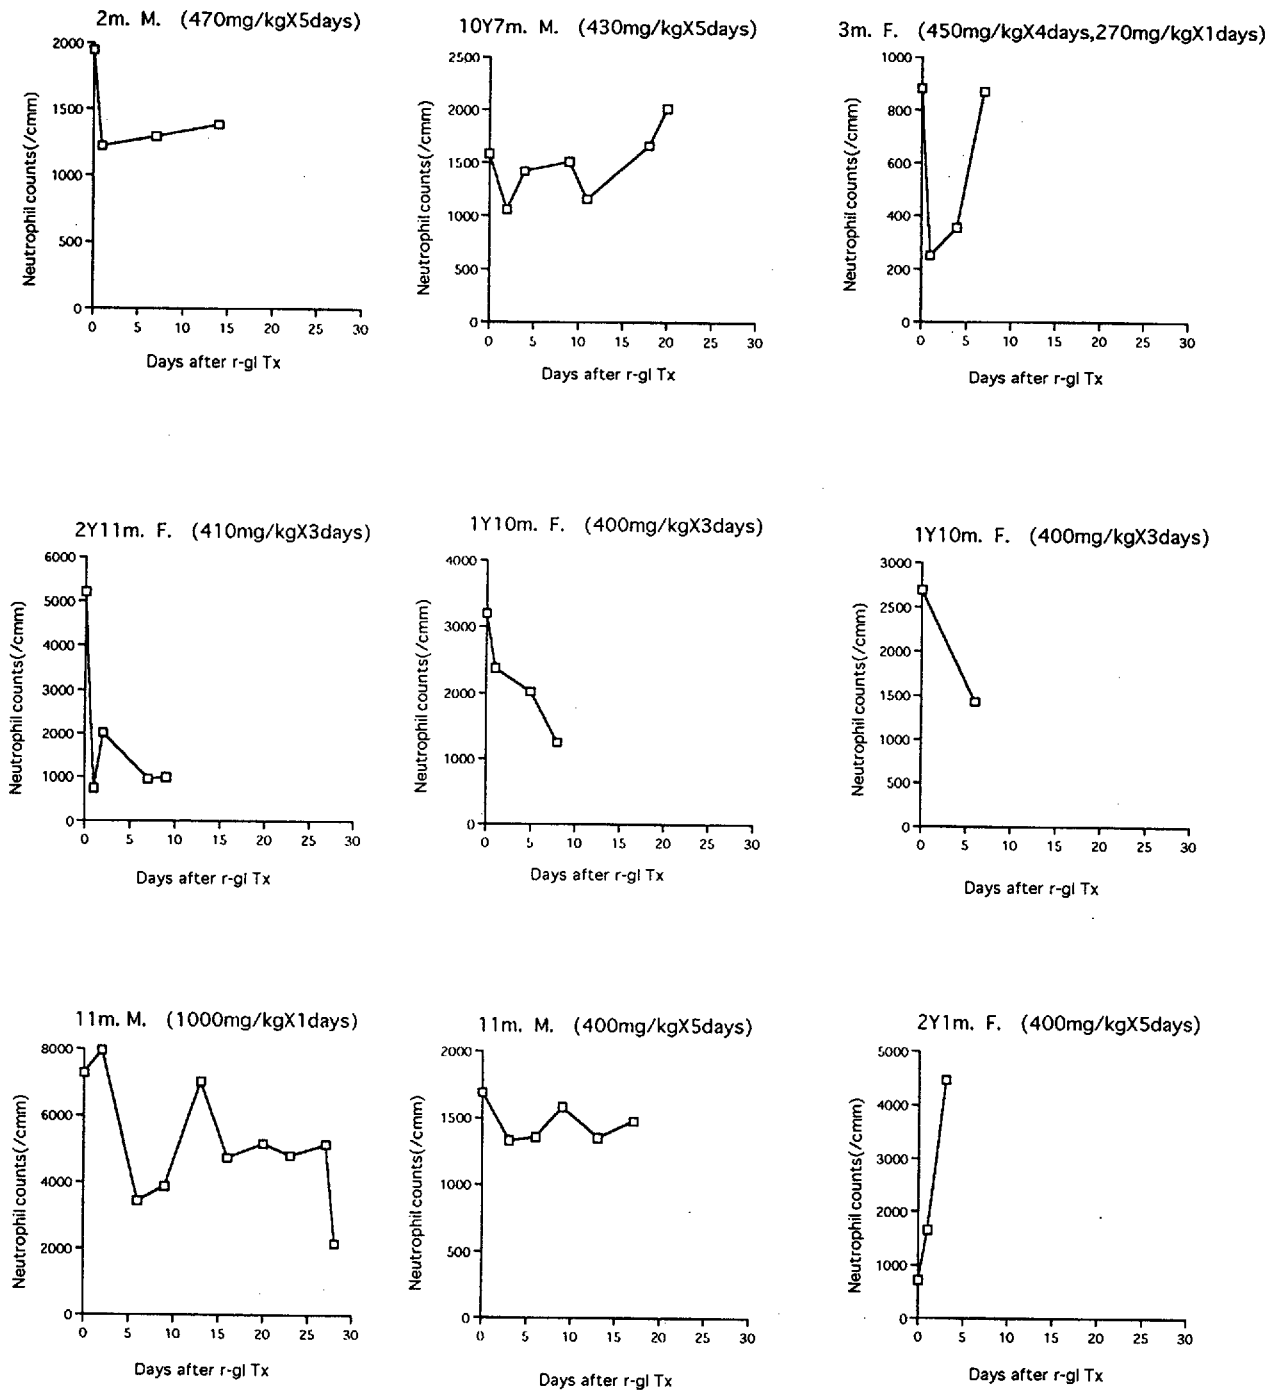 2m. M. (470mg/kgX5days)
Neutrophil counts(/cmm)
2000
1500
1000
500
0
0 5 10 15 20 25 30
Days after r-gl Tx
10Y7m. M. (430mg/kgX5days)
Neutrophil counts(/cmm)
2500
2000
1500
1000
500
0
0 5 10 15 20 25 30
Days after r-gl Tx
3m. F. (450mg/kgX4days,270mg/kgX1days)
Neutrophil counts(/cmm)
1000
800
600
400
200
0
0 5 10 15 20 25 30
Days after r-gl Tx
2Y11m. F. (410mg/kgX3days)
Neutrophil counts(/cmm)
6000
5000
4000
3000
2000
1000
0
0 5 10 15 20 25 30
Days after r-gl Tx
1Y10m. F. (400mg/kgX3days)
Neutrophil counts(/cmm)
4000
3000
2000
1000
0
0 5 10 15 20 25 30
Days after r-gl Tx
1Y10m. F. (400mg/kgX3days)
Neutrophil counts(/cmm)
3000
2500
2000
1500
1000
500
0
0 5 10 15 20 25 30
Days after r-gl Tx
11m. M. (1000mg/kgX1days)
Neutrophil counts(/cmm)
8000
6000
4000
2000
0
0 5 10 15 20 25 30
Days after r-gl Tx
11m. M. (400mg/kgX5days)
Neutrophil counts(/cmm)
2000
1500
1000
500
0
0 5 10 15 20 25 30
Days after r-gl Tx
2Y1m. F. (400mg/kgX5days)
Neutrophil counts(/cmm)
5000
4000
3000
2000
1000
0
0 5 10 15 20 25 30
Days after r-gl Tx